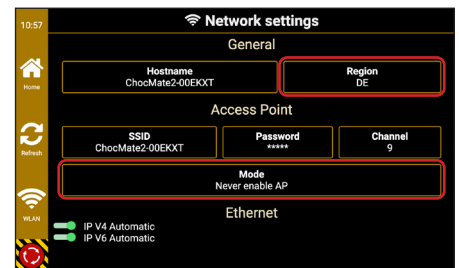 10:57
Network settings
General
Home
Hostname
ChocMate2-00EKXT
Region
DE
Access Point
Refresh
SSID
ChocMate2-00EKXT
Password
*****
Channel
9
Mode
Never enable AP
WLAN
Ethernet
IP V4 Automatic
IP V6 Automatic